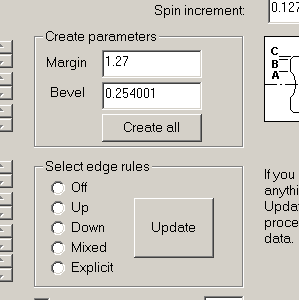 Spin increment:
0.127
Create parameters
Margin
1.27
Bevel
0.254001
Create all
C
B
A
Select edge rules
Off
Up
Down
Mixed
Explicit
Update
If you
anythi
Updat
proce
data.